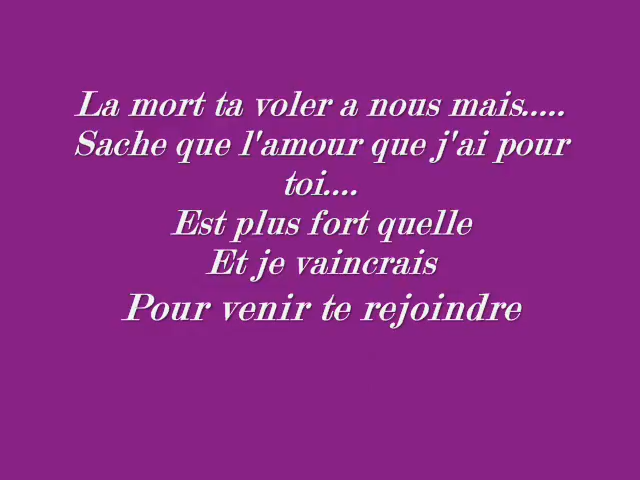 La mort ta voler a nous mais.....
Sache que l'amour que j'ai pour
toi....
Est plus fort quelle
Et je vaincrais
Pour venir te rejoindre